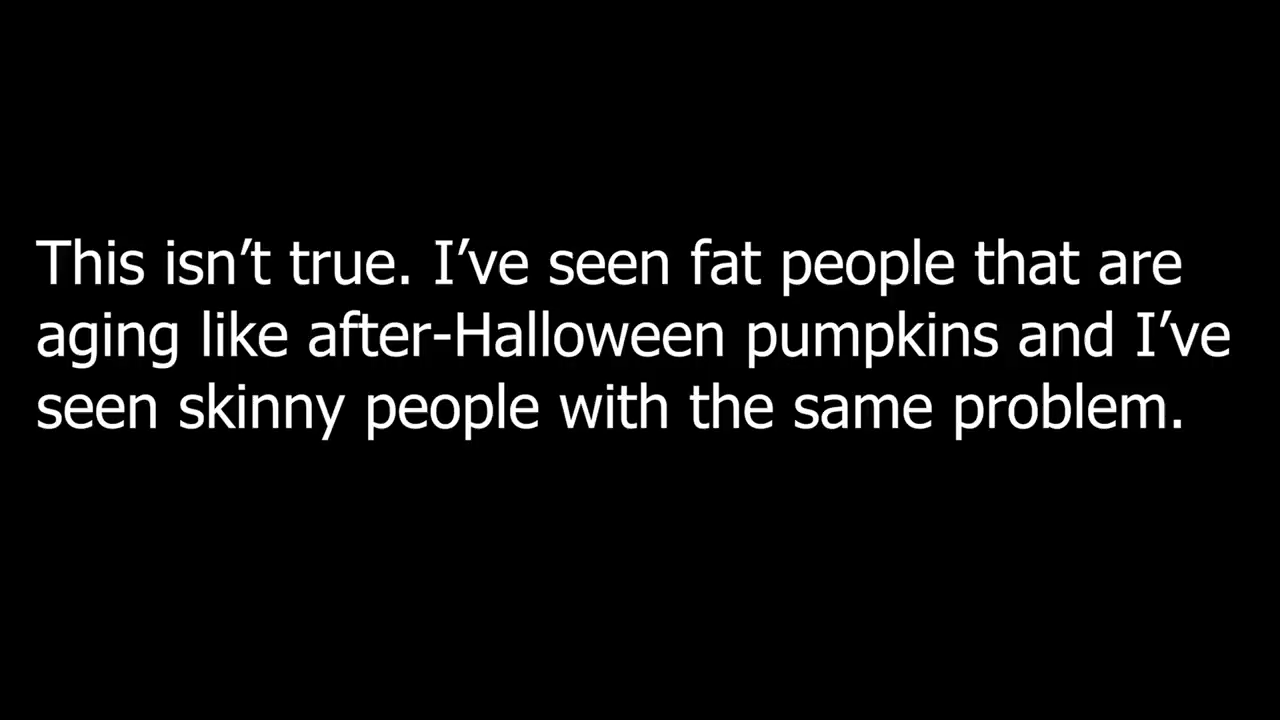 This isn’t true. I’ve seen fat people that are
aging like after-Halloween pumpkins and I’ve
seen skinny people with the same problem.